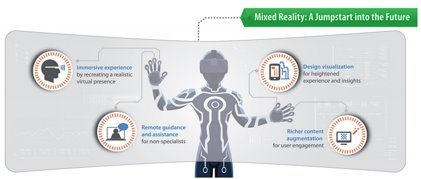 Mixed Reality: A Jumpstart into the Future
Immersive experience
by recreating a realistic
virtual presence
Design visualization
for heightened
experience and insights
Remote guidance
and assistance
for non-specialists
Richer content
augmentation
for user engagement